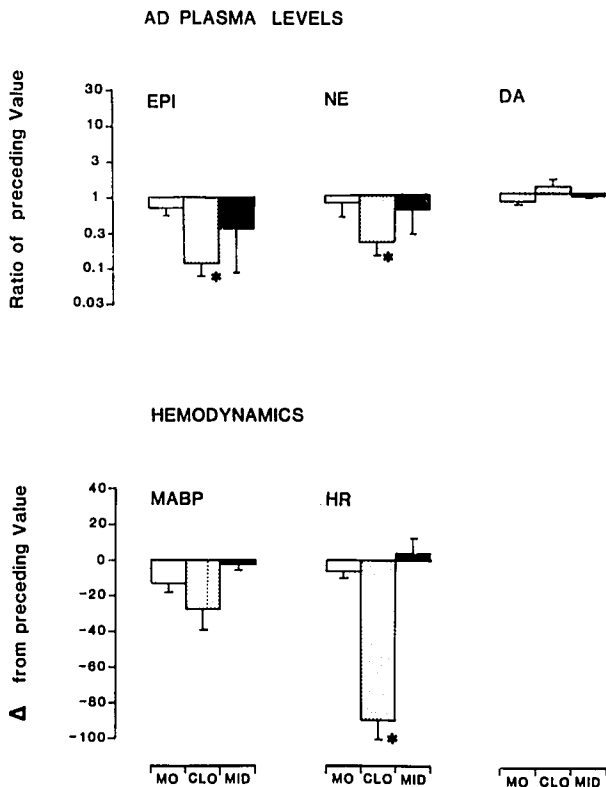 AD PLASMA LEVELS
Ratio of preceding Value
30
10
3
1
0.3
0.1
0.03
EPI
NE
DA
*
*
HEMODYNAMICS
Δ from preceding Value
40
20
0
-20
-40
-60
-80
-100
MABP
HR
*
MO CLO MID
MO CLO MID
MO CLO MID